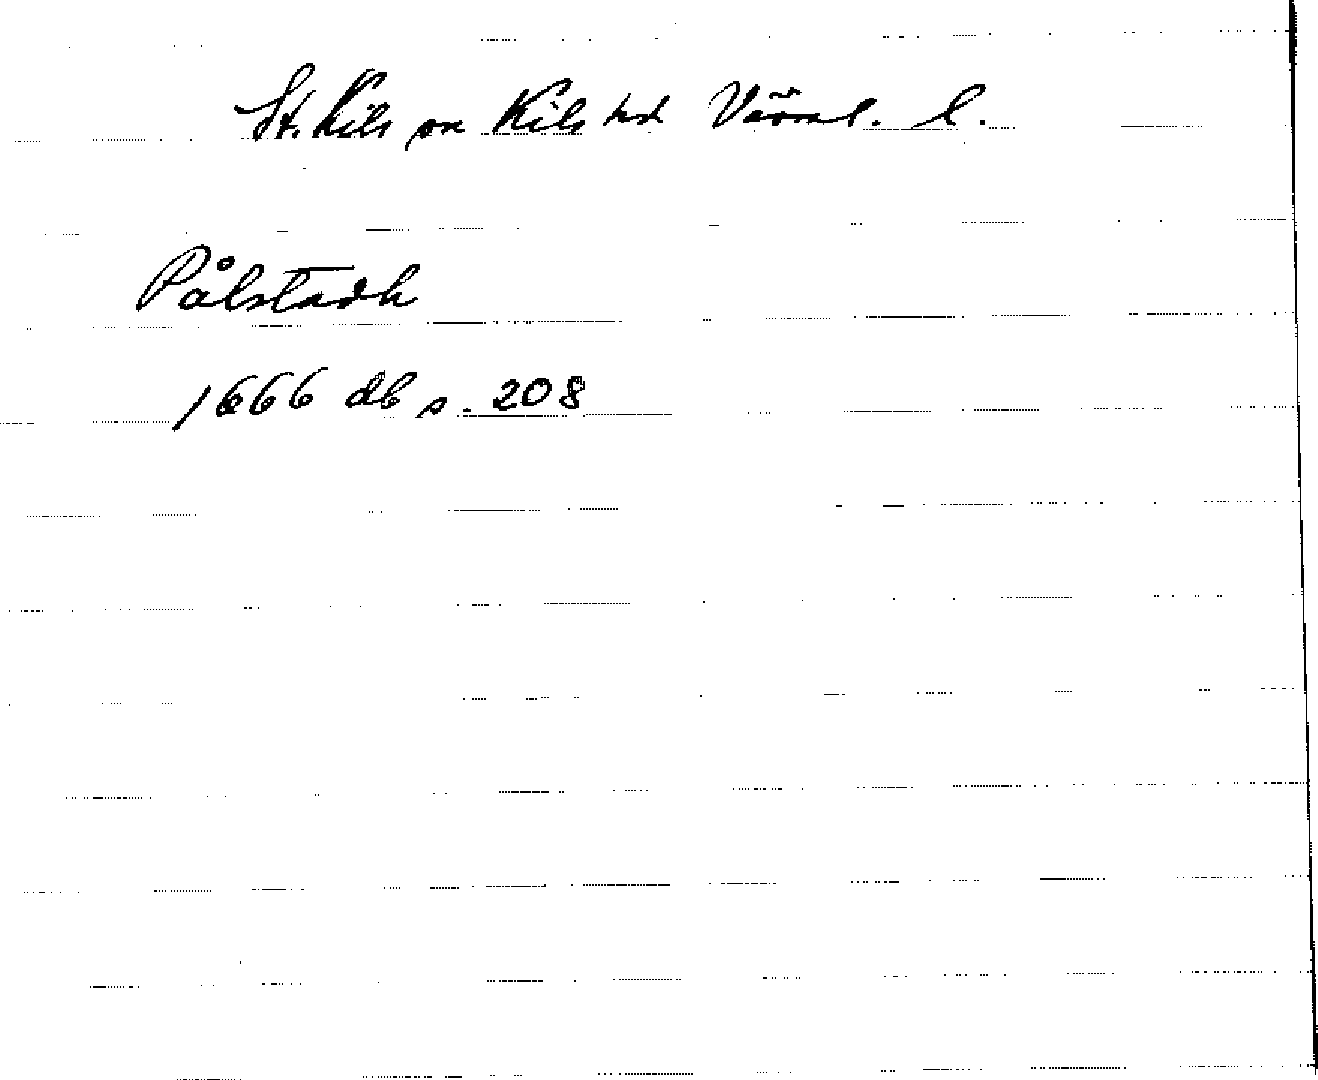 St. Kils sn Kils hd Värml. l.
Pålstadh
1666 db s. 208